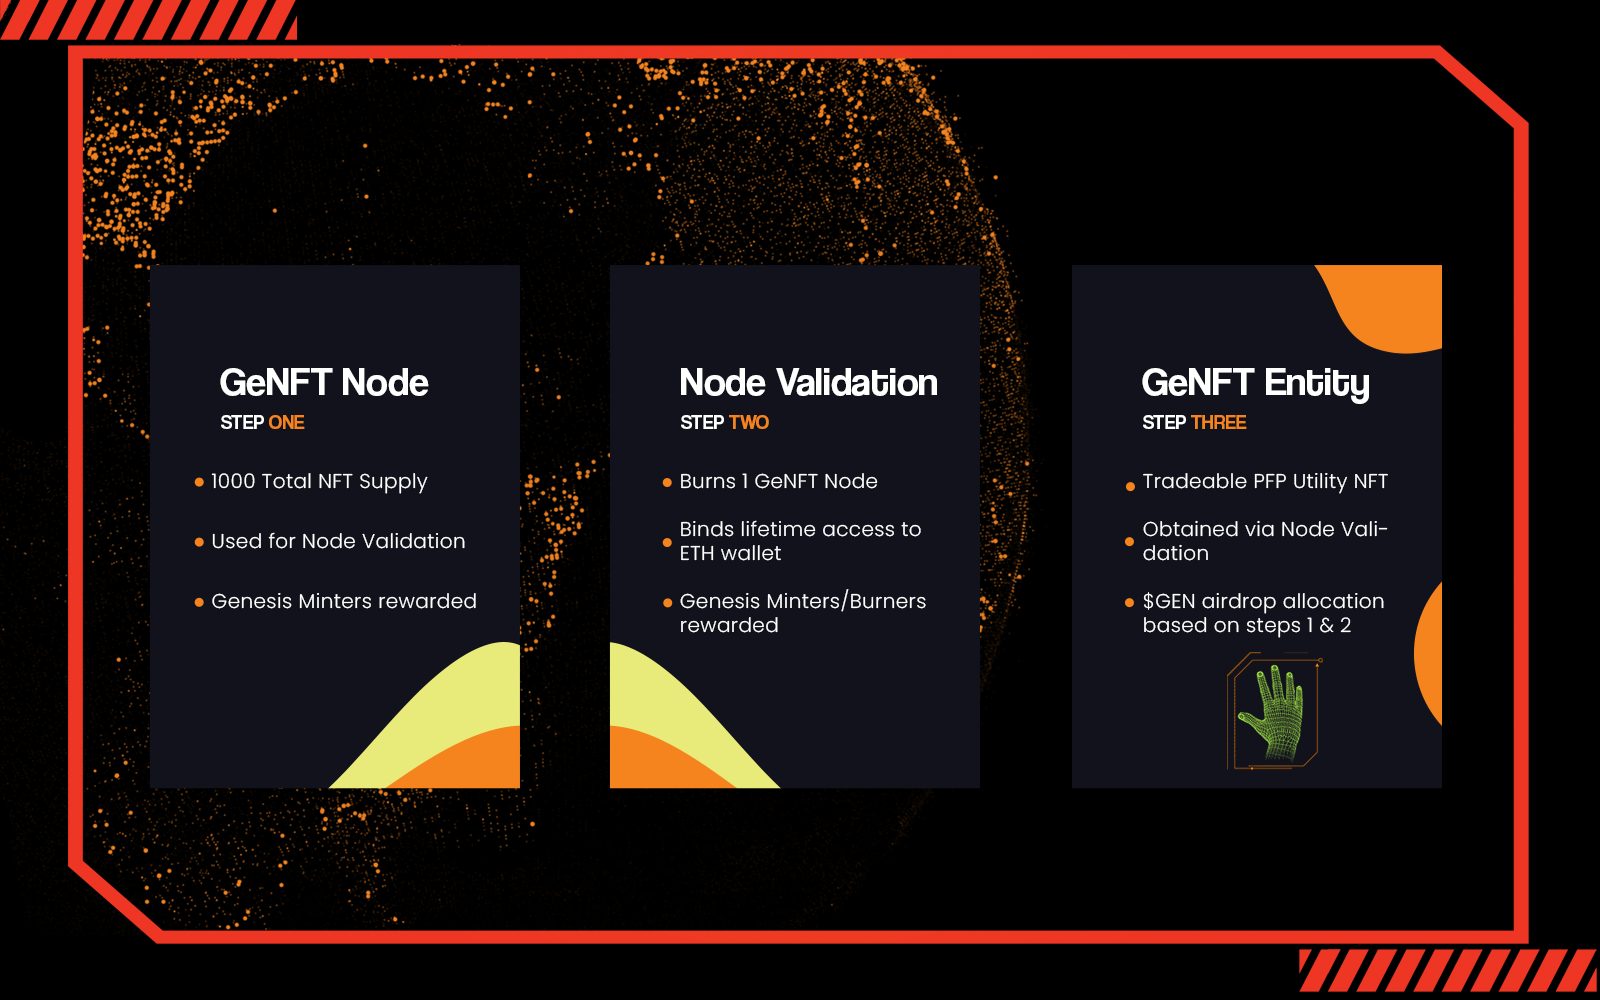 GeNFT Node
STEP ONE
1000 Total NFT Supply
Used for Node Validation
Genesis Minters rewarded
Node Validation
STEP TWO
Burns 1 GeNFT Node
Binds lifetime access to
ETH wallet
Genesis Minters/Burners
rewarded
GeNFT Entity
STEP THREE
Tradeable PFP Utility NFT
Obtained via Node Vali-
dation
$GEN airdrop allocation
based on steps 1 & 2